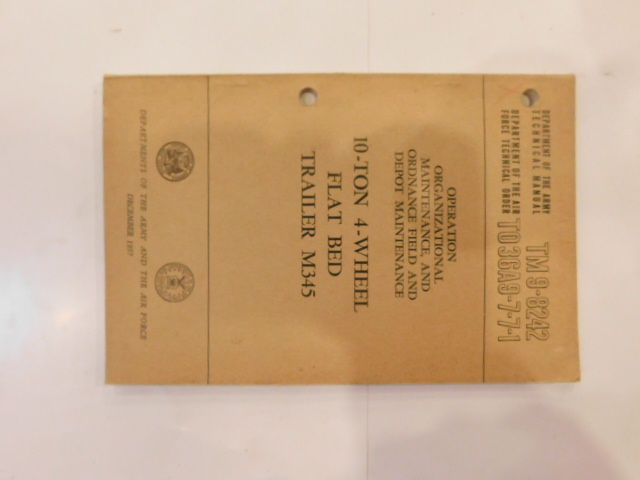 DEPARTMENT OF THE ARMY
TECHNICAL MANUAL
TM 9-8242
DEPARTMENT OF THE AIR
FORCE TECHNICAL ORDER
TO 36A9-7-7-1
OPERATION
ORGANIZATIONAL
MAINTENANCE, AND
ORDNANCE FIELD AND
DEPOT MAINTENANCE
10-TON 4-WHEEL
FLAT BED
TRAILER M345
DEPARTMENTS OF THE ARMY AND THE AIR FORCE
DECEMBER 1957